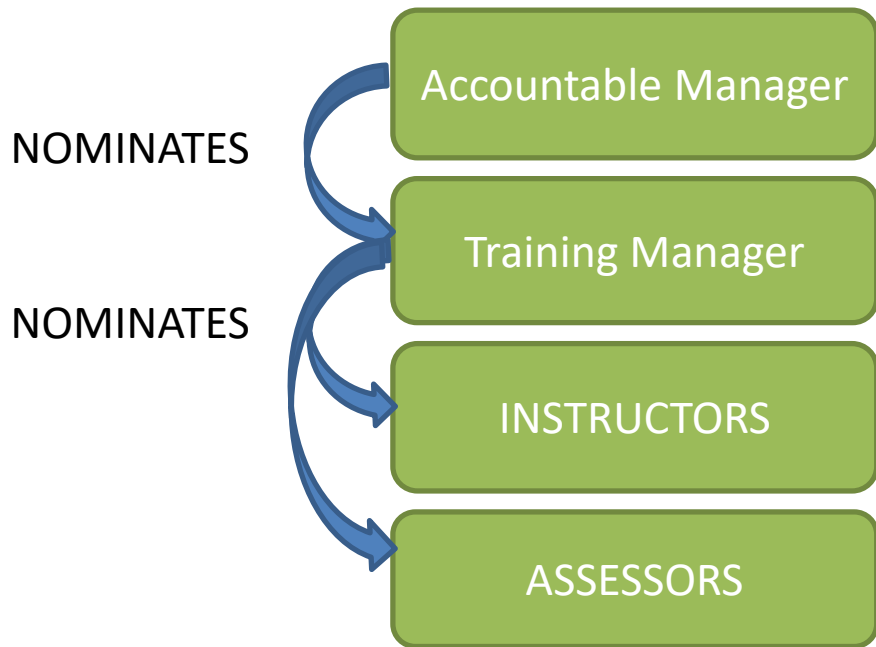 Accountable Manager
NOMINATES
Training Manager
NOMINATES
INSTRUCTORS
ASSESSORS